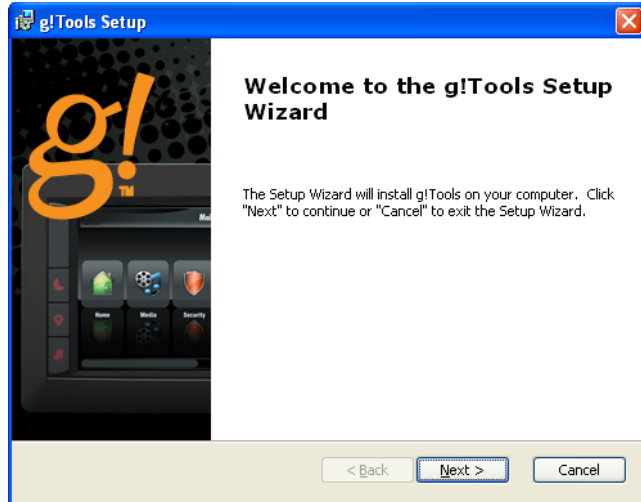 g!Tools Setup
g!
TM
Welcome to the g!Tools Setup
Wizard
The Setup Wizard will install g!Tools on your computer. Click
"Next" to continue or "Cancel" to exit the Setup Wizard.
Mai
Home Media Security
< Back Next > Cancel